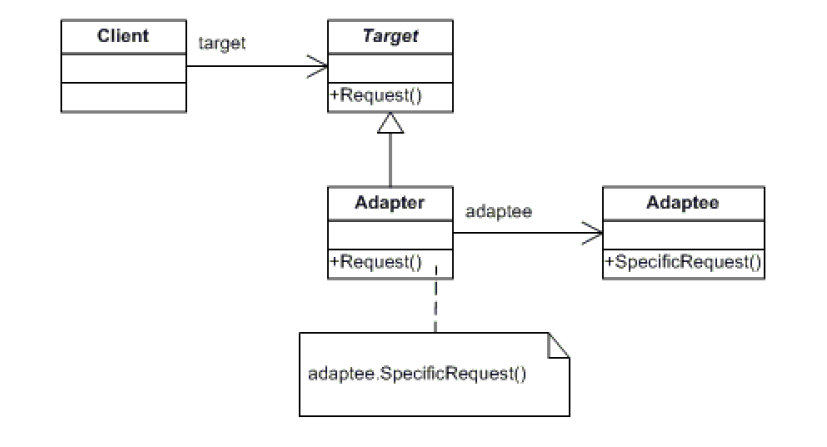 Client
target
Target
+Request()
Adapter
adaptee
Adaptee
+Request()
+SpecificRequest()
adaptee.SpecificRequest()